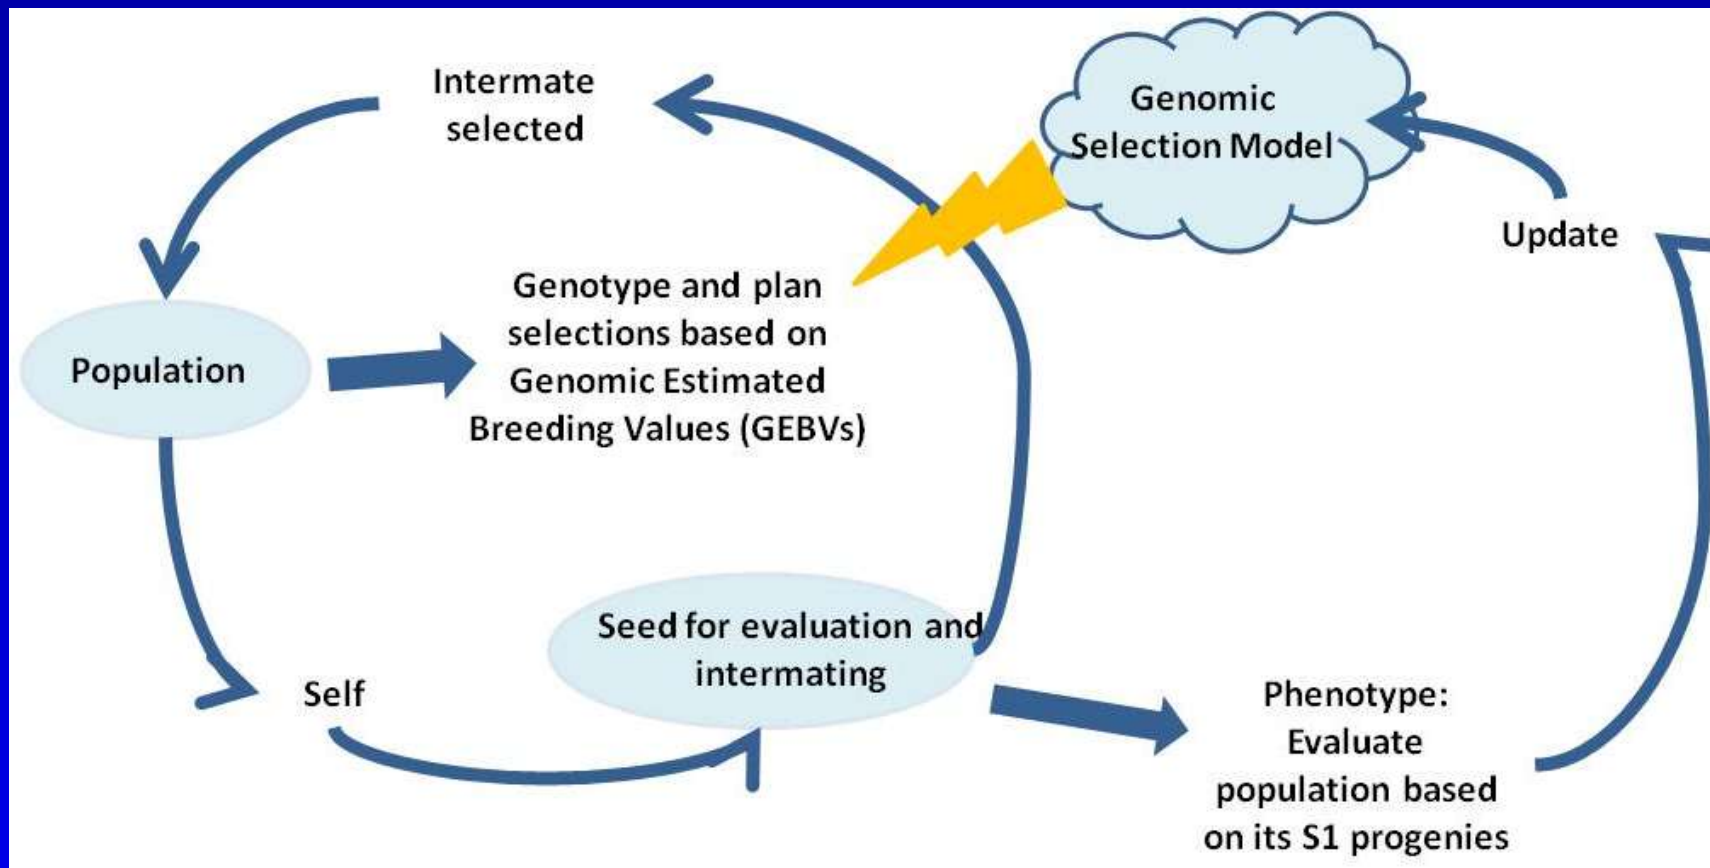 Intermate
selected
Genomic
Selection Model
Update
Genotype and plan
selections based on
Genomic Estimated
Breeding Values (GEBVs)
Population
Seed for evaluation and
intermating
Self
Phenotype:
Evaluate
population based
on its S1 progenies